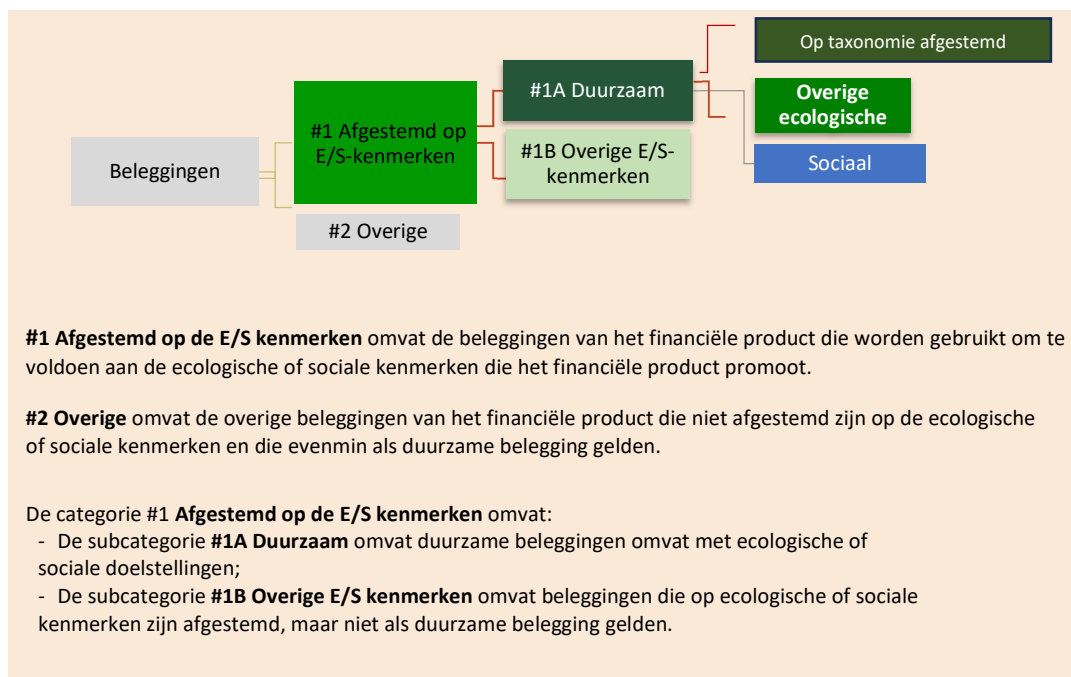 Op taxonomie afgestemd
#1A Duurzaam
Overige
ecologische
#1 Afgestemd op
E/S-kenmerken
#1B Overige E/S-
kenmerken
Sociaal
Beleggingen
#2 Overige
#1 Afgestemd op de E/S kenmerken omvat de beleggingen van het financiële product die worden gebruikt om te
voldoen aan de ecologische of sociale kenmerken die het financiële product promoot.
#2 Overige omvat de overige beleggingen van het financiële product die niet afgestemd zijn op de ecologische
of sociale kenmerken en die evenmin als duurzame belegging gelden.
De categorie #1 Afgestemd op de E/S kenmerken omvat:
- De subcategorie #1A Duurzaam omvat duurzame beleggingen omvat met ecologische of
sociale doelstellingen;
- De subcategorie #1B Overige E/S kenmerken omvat beleggingen die op ecologische of sociale
kenmerken zijn afgestemd, maar niet als duurzame belegging gelden.